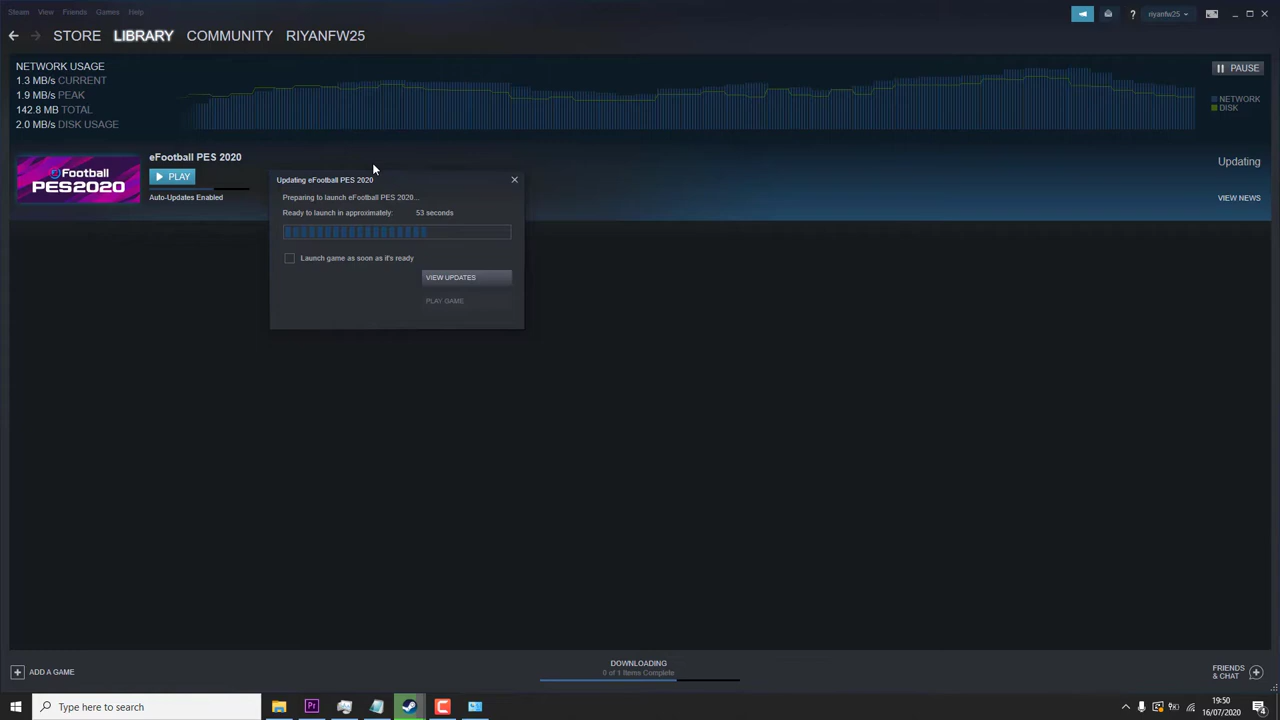 Steam View Friends Games Help
riyanfw25
STORE LIBRARY COMMUNITY RIYANFW25
NETWORK USAGE
1.3 MB/s CURRENT
1.9 MB/s PEAK
142.8 MB TOTAL
2.0 MB/s DISK USAGE
PAUSE
NETWORK
DISK
eFootball
PES2020
eFootball PES 2020
PLAY
Auto-Updates Enabled
Updating
VIEW NEWS
Updating eFootball PES 2020
Preparing to launch eFootball PES 2020...
Ready to launch in approximately: 53 seconds
Launch game as soon as it's ready
VIEW UPDATES
PLAY GAME
ADD A GAME
DOWNLOADING
0 of 1 Items Complete
FRIENDS
& CHAT
Type here to search
Pr
19:50
16/07/2020
4